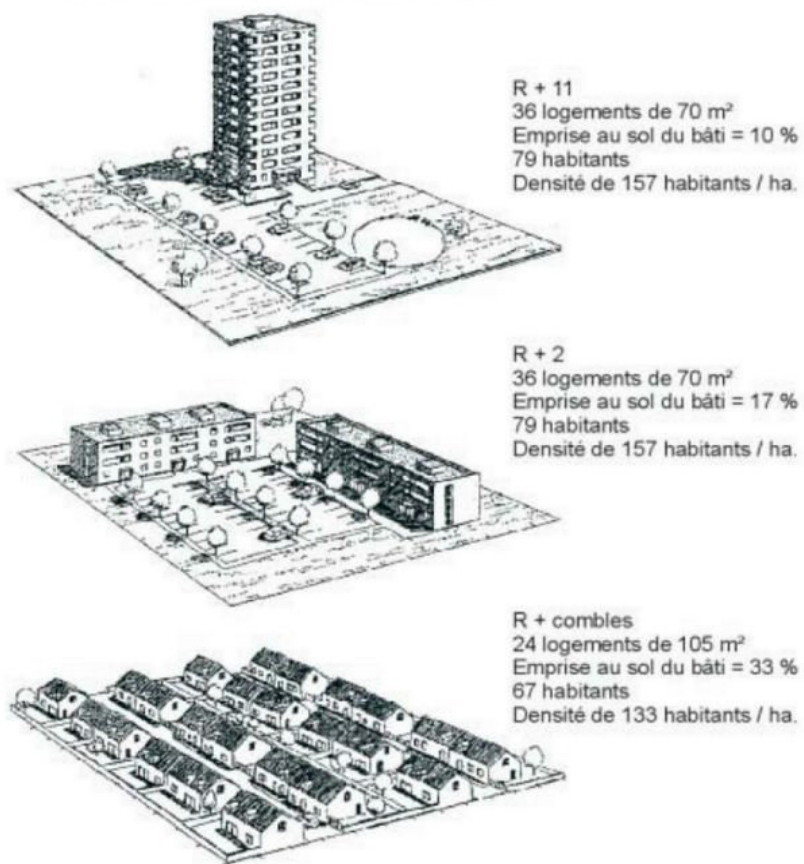 R + 11
36 logements de 70 m²
Emprise au sol du bâti = 10 %
79 habitants
Densité de 157 habitants / ha.
R + 2
36 logements de 70 m²
Emprise au sol du bâti = 17 %
79 habitants
Densité de 157 habitants / ha.
R + combles
24 logements de 105 m²
Emprise au sol du bâti = 33 %
67 habitants
Densité de 133 habitants / ha.